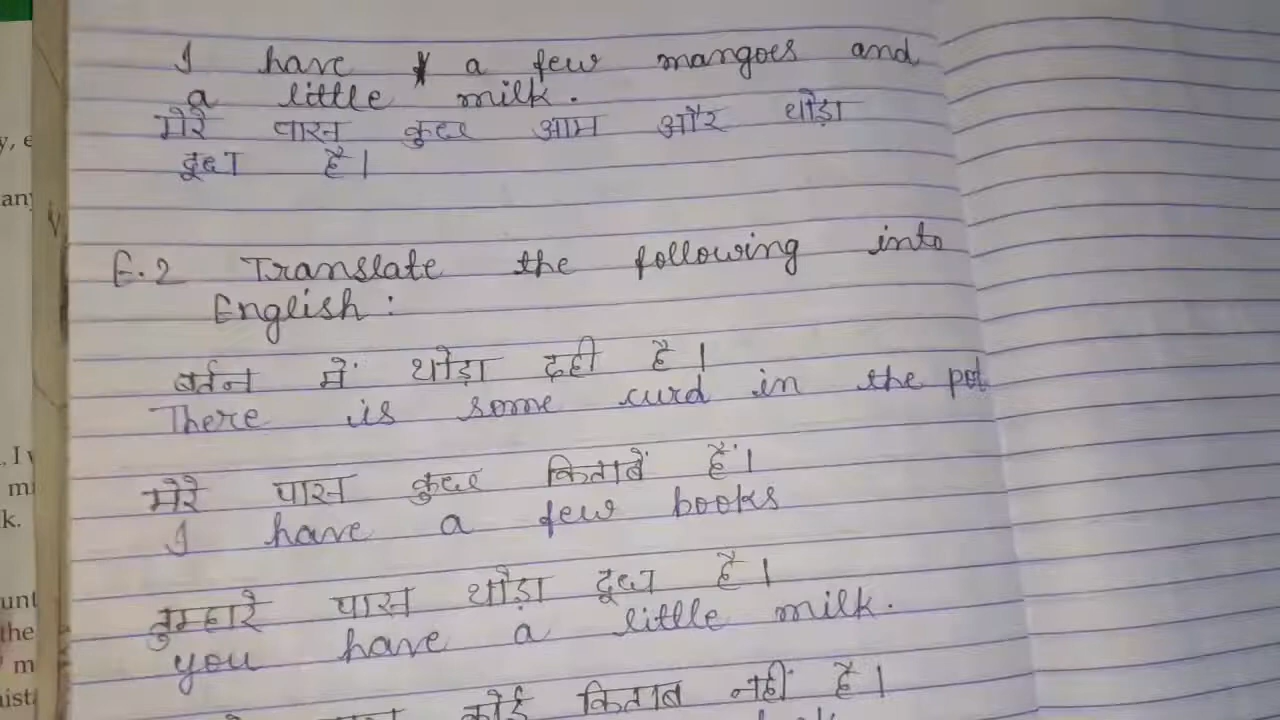 I have a few mangoes and
a little milk.
मेरे पास कुछ आम और थोड़ा
दूध है।
E.2 Translate the following into
English:
बर्तन में थोड़ा दही है।
There is some curd in the pot
मेरे पास कुछ किताबें हैं।
I have a few books
तुम्हारे पास थोड़ा दूध है।
you have a little milk.
कोई किताब नहीं है।